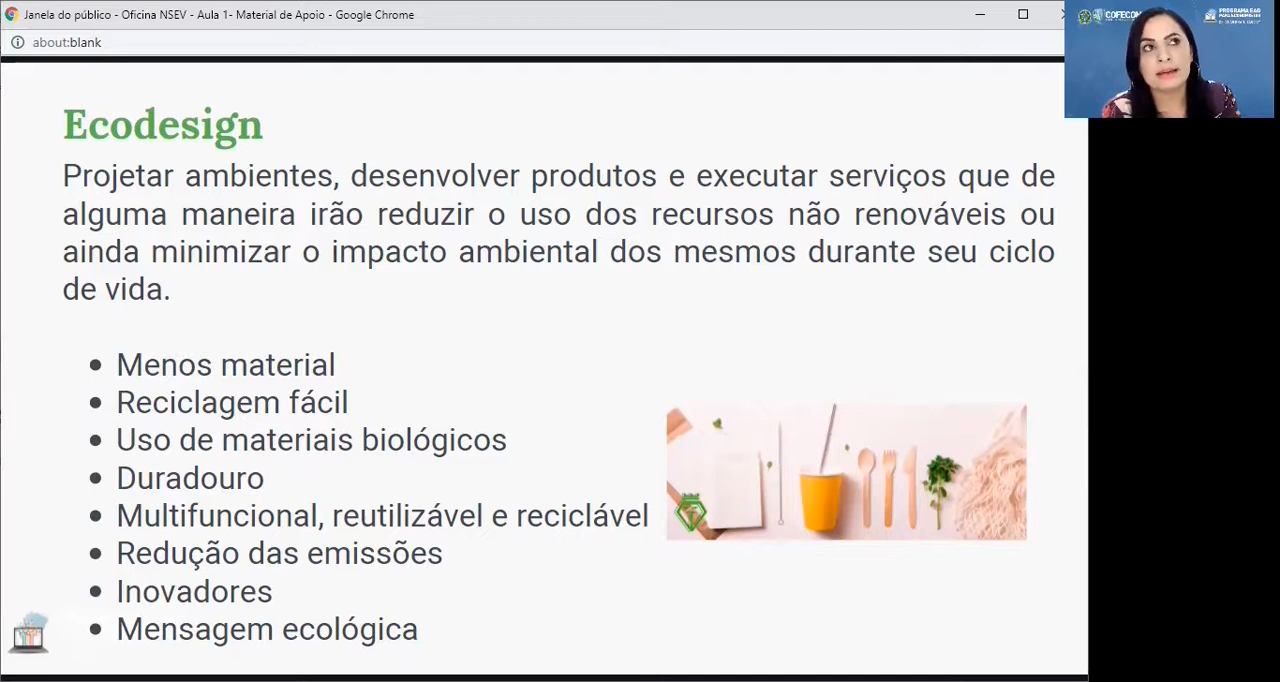 Janela do público - Oficina NSEV - Aula 1- Material de Apoio - Google Chrome
about:blank
COFECON
Ecodesign
Projetar ambientes, desenvolver produtos e executar serviços que de
alguma maneira irão reduzir o uso dos recursos não renováveis ou
ainda minimizar o impacto ambiental dos mesmos durante seu ciclo
de vida.
Menos material
Reciclagem fácil
Uso de materiais biológicos
Duradouro
Multifuncional, reutilizável e reciclável
Redução das emissões
Inovadores
Mensagem ecológica